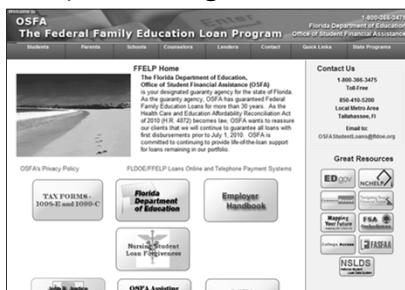 Welcome to
OSFA
The Federal Family Education Loan Program
1-800-366-3475
Florida Department of Education
Office of Student Financial Assistance
Students Parents Schools Counselors Lenders Contact Quick Links State Programs
FFELP Home
The Florida Department of Education,
Office of Student Financial Assistance (OSFA)
is your designated guaranty agency for the state of Florida.
As the guaranty agency, OSFA has guaranteed Federal
Family Education Loans for more than 30 years. As the
Health Care and Education Affordability Reconciliation Act
of 2010 (H.R. 4872) becomes law, OSFA wants to reassure
our clients that we will continue to guarantee all loans with
first disbursements prior to July 1, 2010. OSFA is
committed to continuing to provide life-of-the-loan support
for loans remaining in our portfolio.
OSFA's Privacy Policy
FLDOE/FFELP Loans Online and Telephone Payment Systems
TAX FORMS -
1098-E and 1099-C
Florida
Department
of Education
Employer
Handbook
Nursing Student
Loan Forgiveness
John R. Justice
OSFA Assisting
Contact Us
1-800-366-3475
Toll-Free
850-410-5200
Local Metro Area
Tallahassee, Fl
Email to:
OSFAStudentLoans@fldoe.org
Great Resources
ED.gov
NCHELP
Mapping
Your Future
FSA
College Access
FASFAA
NSLDS